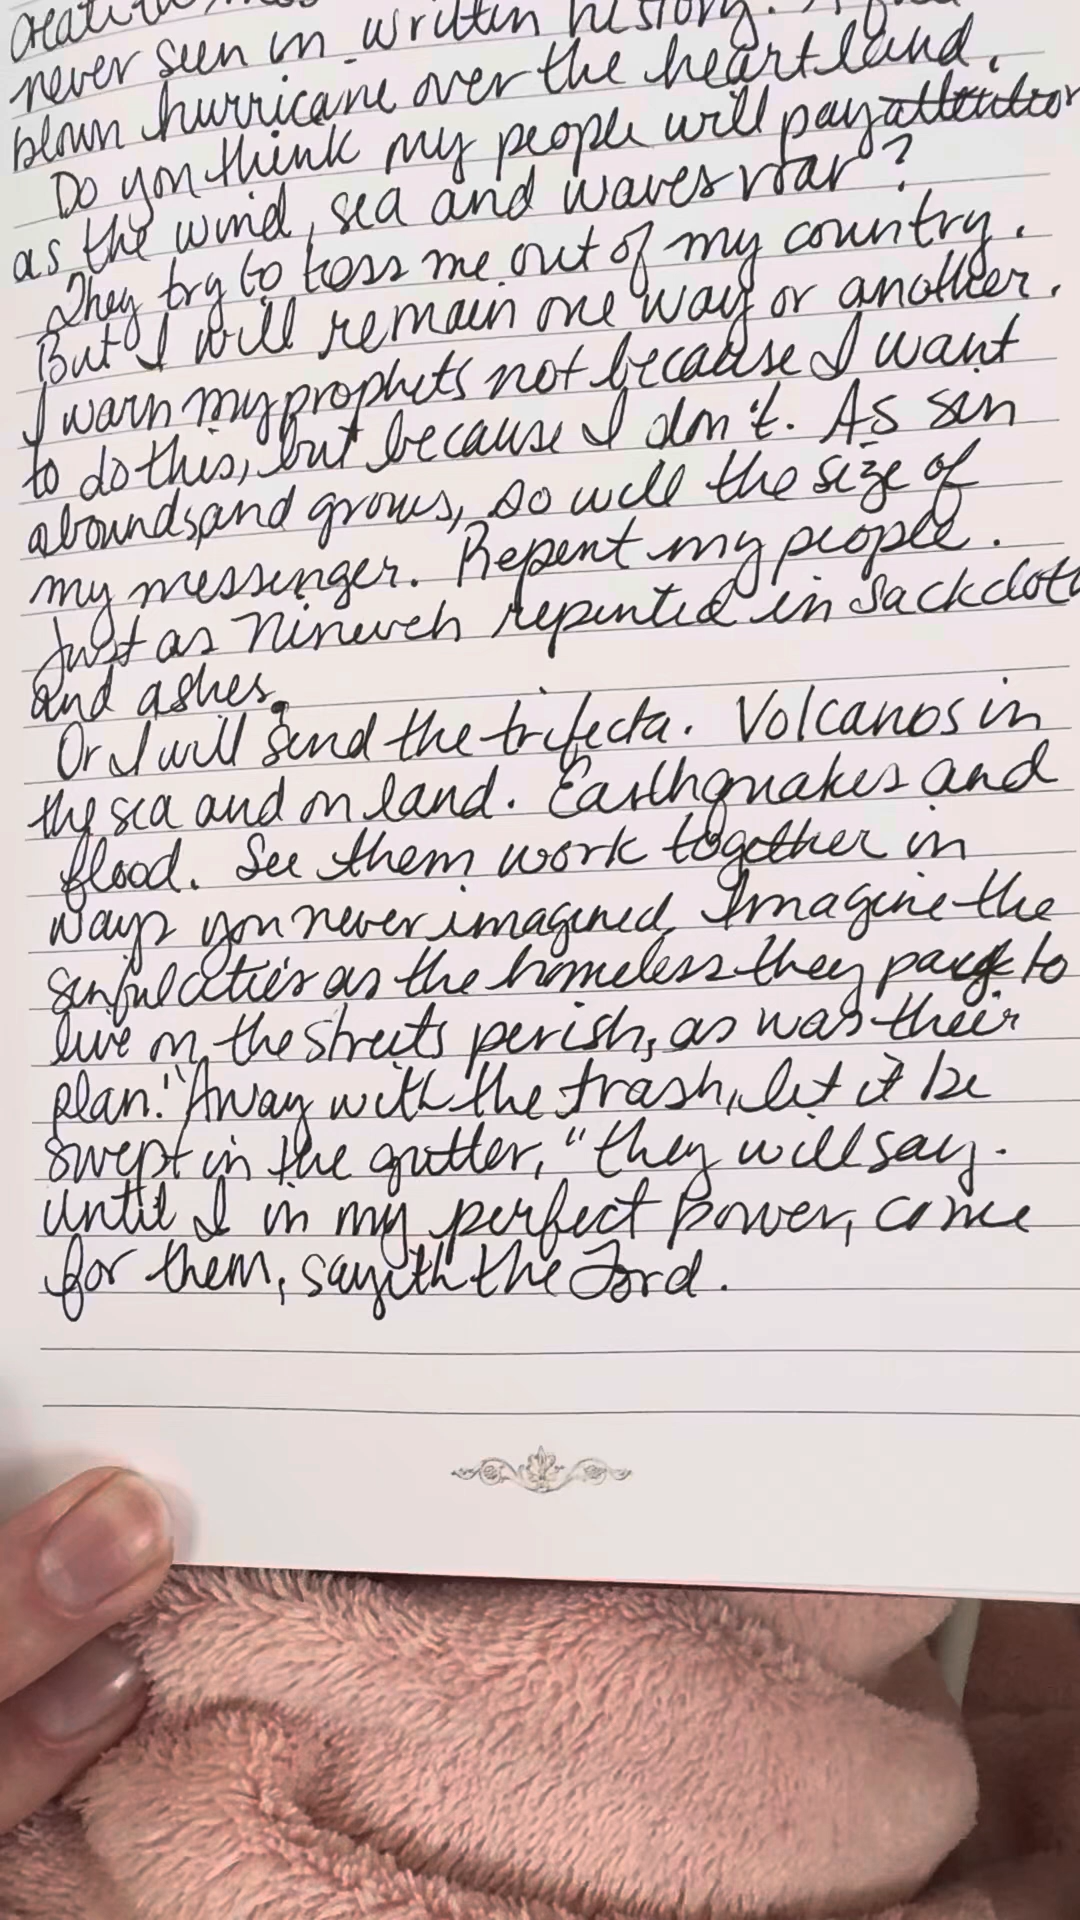 never seen in written history. A full
blown hurricane over the heartland.
Do you think my people will pay attention
as the wind, sea and waves roar?
They try to toss me out of my country.
But I will remain one way or another.
I warn my prophets not because I want
to do this, but because I don't. As sin
abounds, and grows, so will the size of
my messenger. Repent my people.
Just as Nineveh repented in sackcloth
and ashes.
Or I will send the trifecta. Volcanos in
the sea and on land. Earthquakes and
flood. See them work together in
ways you never imagined. Imagine the
sinful cities as the homeless they pay to
live on the streets perish, as was their
plan. "Away with the trash, let it be
swept in the gutter," they will say.
Until I in my perfect power, come
for them, sayith the Lord.